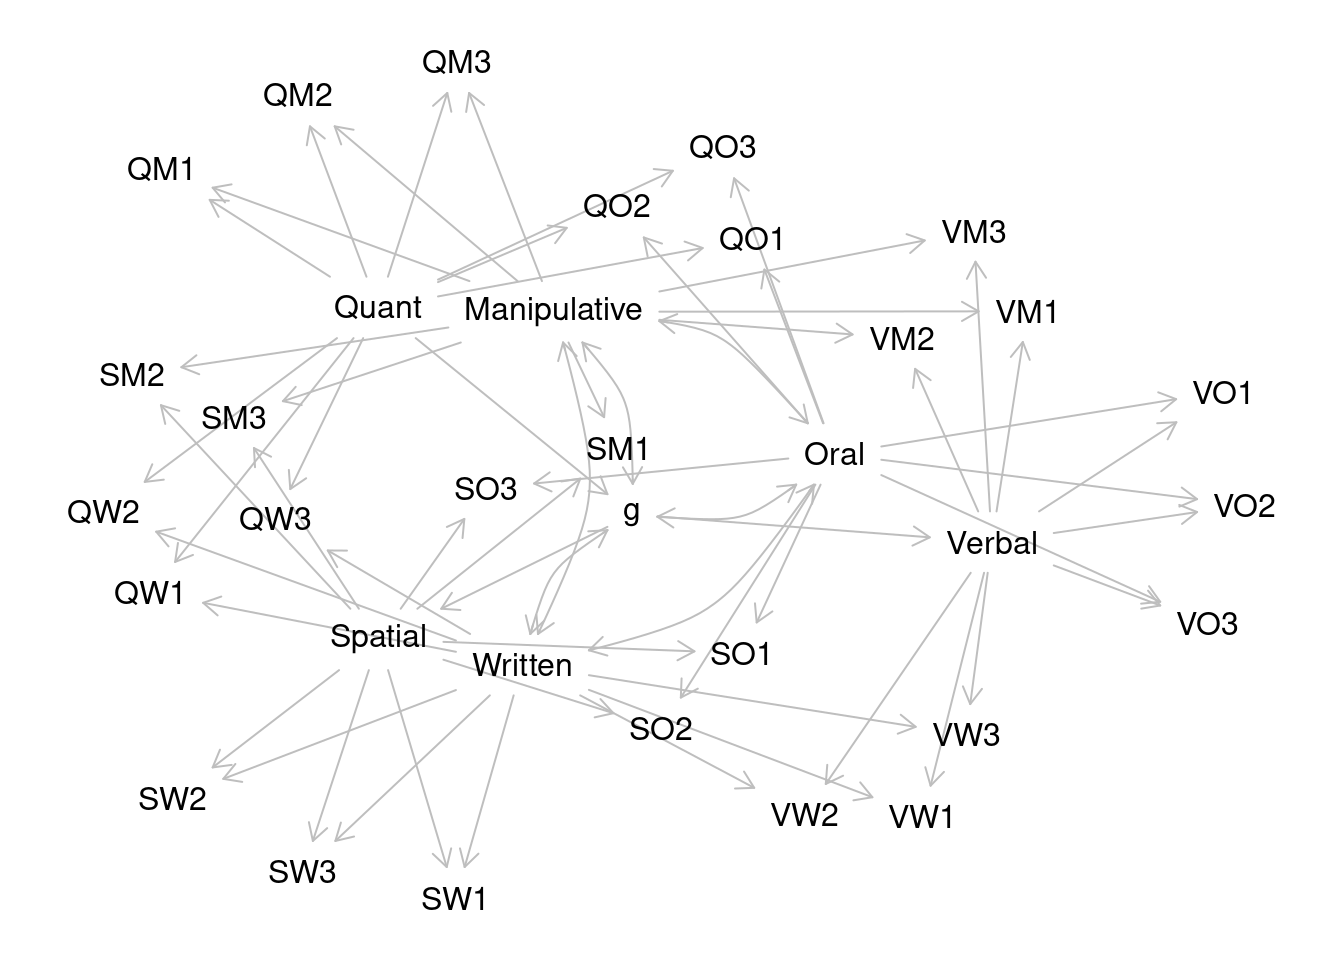 QM3
QM2
QO3
QM1
QO2
QO1
VM3
Quant
Manipulative
VM1
VM2
SM2
VO1
SM3
SM1
Oral
SO3
VO2
QW2
g
QW3
Verbal
QW1
VO3
Spatial
SO1
Written
SO2
VW3
SW2
VW2
VW1
SW3
SW1